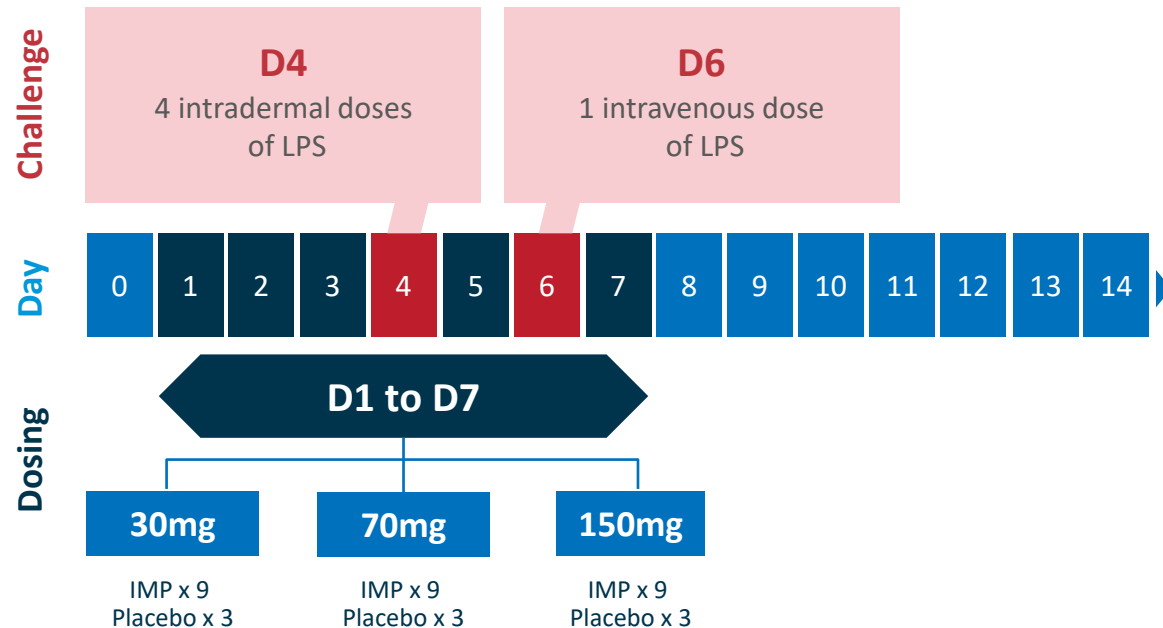 Challenge
D4
4 intradermal doses
of LPS
D6
1 intravenous dose
of LPS
Day
0 1 2 3 4 5 6 7 8 9 10 11 12 13 14
Dosing
D1 to D7
30mg
IMP x 9
Placebo x 3
70mg
IMP x 9
Placebo x 3
150mg
IMP x 9
Placebo x 3